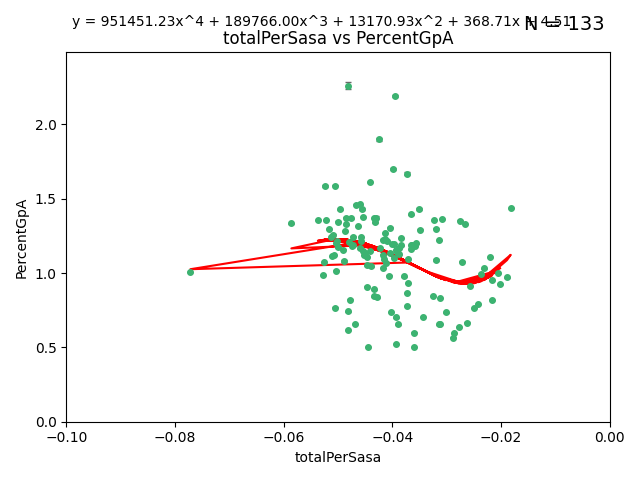 y = 951451.23x^4 + 189766.00x^3 + 13170.93x^2 + 368.71x + 4.51
N = 133
totalPerSasa vs PercentGpA
PercentGpA
2.0
1.5
1.0
0.5
0.0
−0.10 −0.08 −0.06 −0.04 −0.02 0.00
totalPerSasa